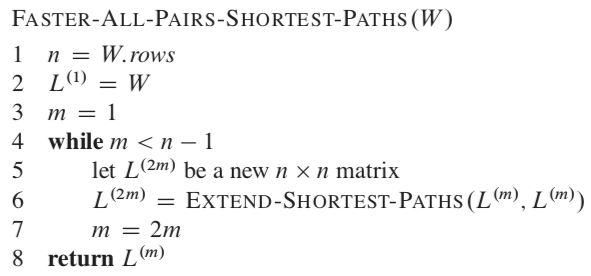 FASTER-ALL-PAIRS-SHORTEST-PATHS(W)
1 n = W.rows
2 L^(1) = W
3 m = 1
4 while m < n − 1
5 let L^(2m) be a new n × n matrix
6 L^(2m) = EXTEND-SHORTEST-PATHS(L^(m), L^(m))
7 m = 2m
8 return L^(m)